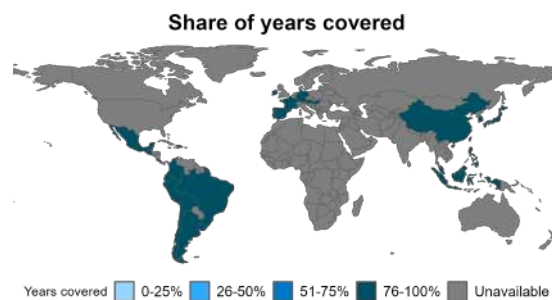 Share of years covered
Years covered 0-25% 26-50% 51-75% 76-100% Unavailable